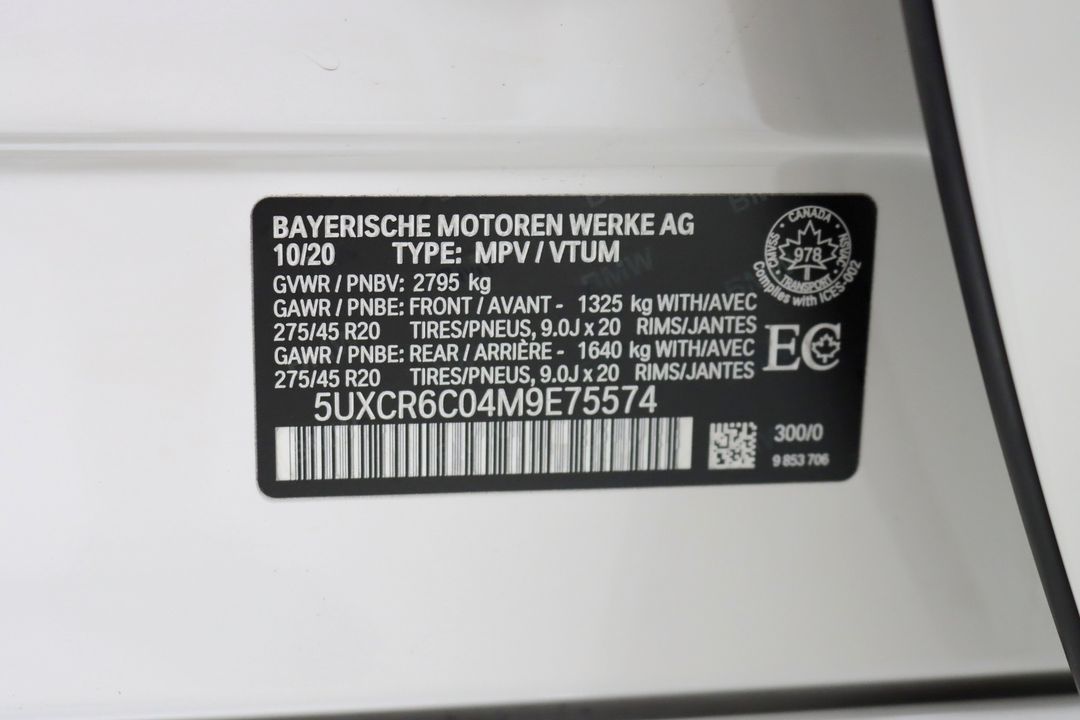 BAYERISCHE MOTOREN WERKE AG
10/20 TYPE: MPV / VTUM
GVWR / PNBV: 2795 kg
GAWR / PNBE: FRONT / AVANT - 1325 kg WITH/AVEC
275/45 R20 TIRES/PNEUS, 9.0J x 20 RIMS/JANTES
GAWR / PNBE: REAR / ARRIÈRE - 1640 kg WITH/AVEC
275/45 R20 TIRES/PNEUS, 9.0J x 20 RIMS/JANTES
5UXCR6C04M9E75574
300/0
9 853 706
CANADA
CMVSS
NSVAC
978
TRANSPORT
Complies with ICES-002
EC
BMW